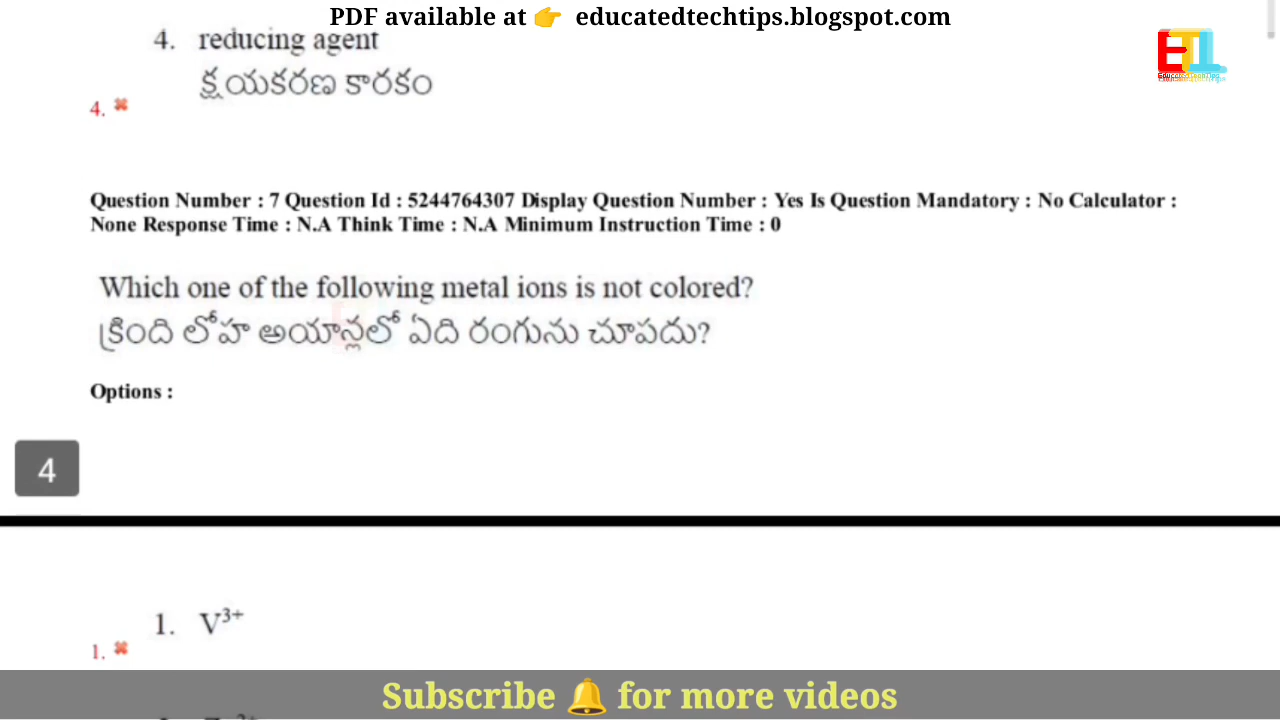 PDF available at 👉 educatedtechtips.blogspot.com
4. reducing agent
క్షయకరణ కారకం
4. ✖
Question Number : 7 Question Id : 5244764307 Display Question Number : Yes Is Question Mandatory : No Calculator :
None Response Time : N.A Think Time : N.A Minimum Instruction Time : 0
Which one of the following metal ions is not colored?
క్రింది లోహ అయాన్లలో ఏది రంగును చూపదు?
Options :
4
1. V³⁺
1. ✖
Subscribe 🔔 for more videos